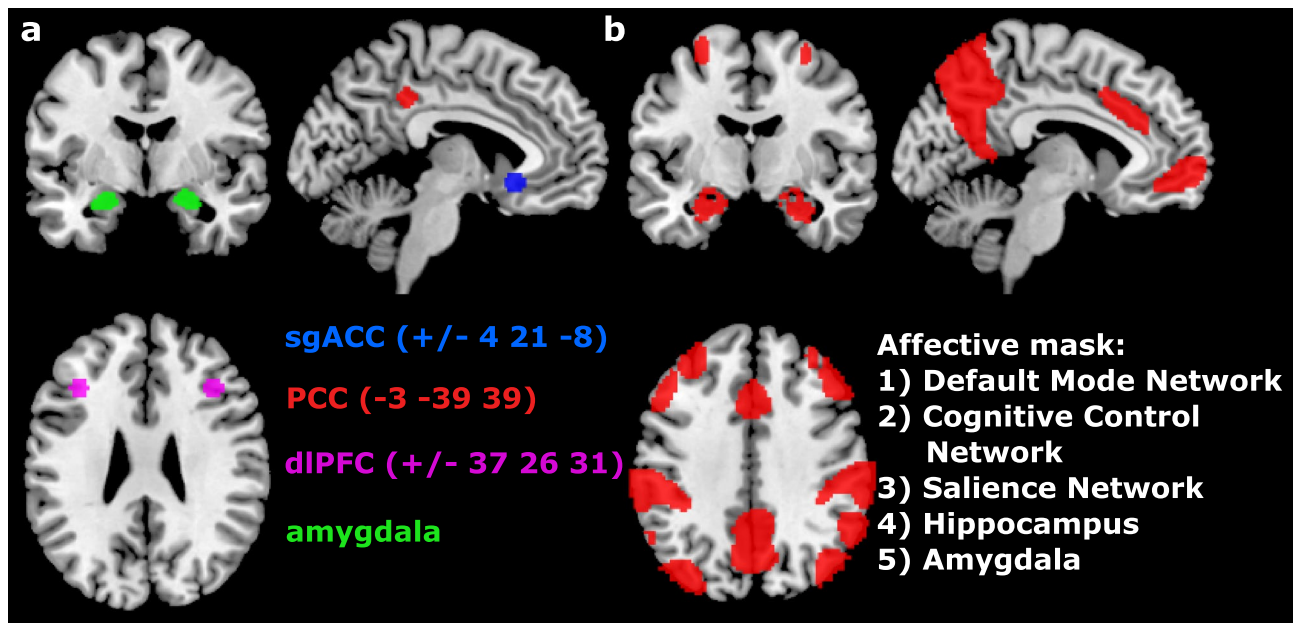 a
b
sgACC (+/- 4 21 -8)
PCC (-3 -39 39)
dlPFC (+/- 37 26 31)
amygdala
Affective mask:
1) Default Mode Network
2) Cognitive Control
Network
3) Salience Network
4) Hippocampus
5) Amygdala